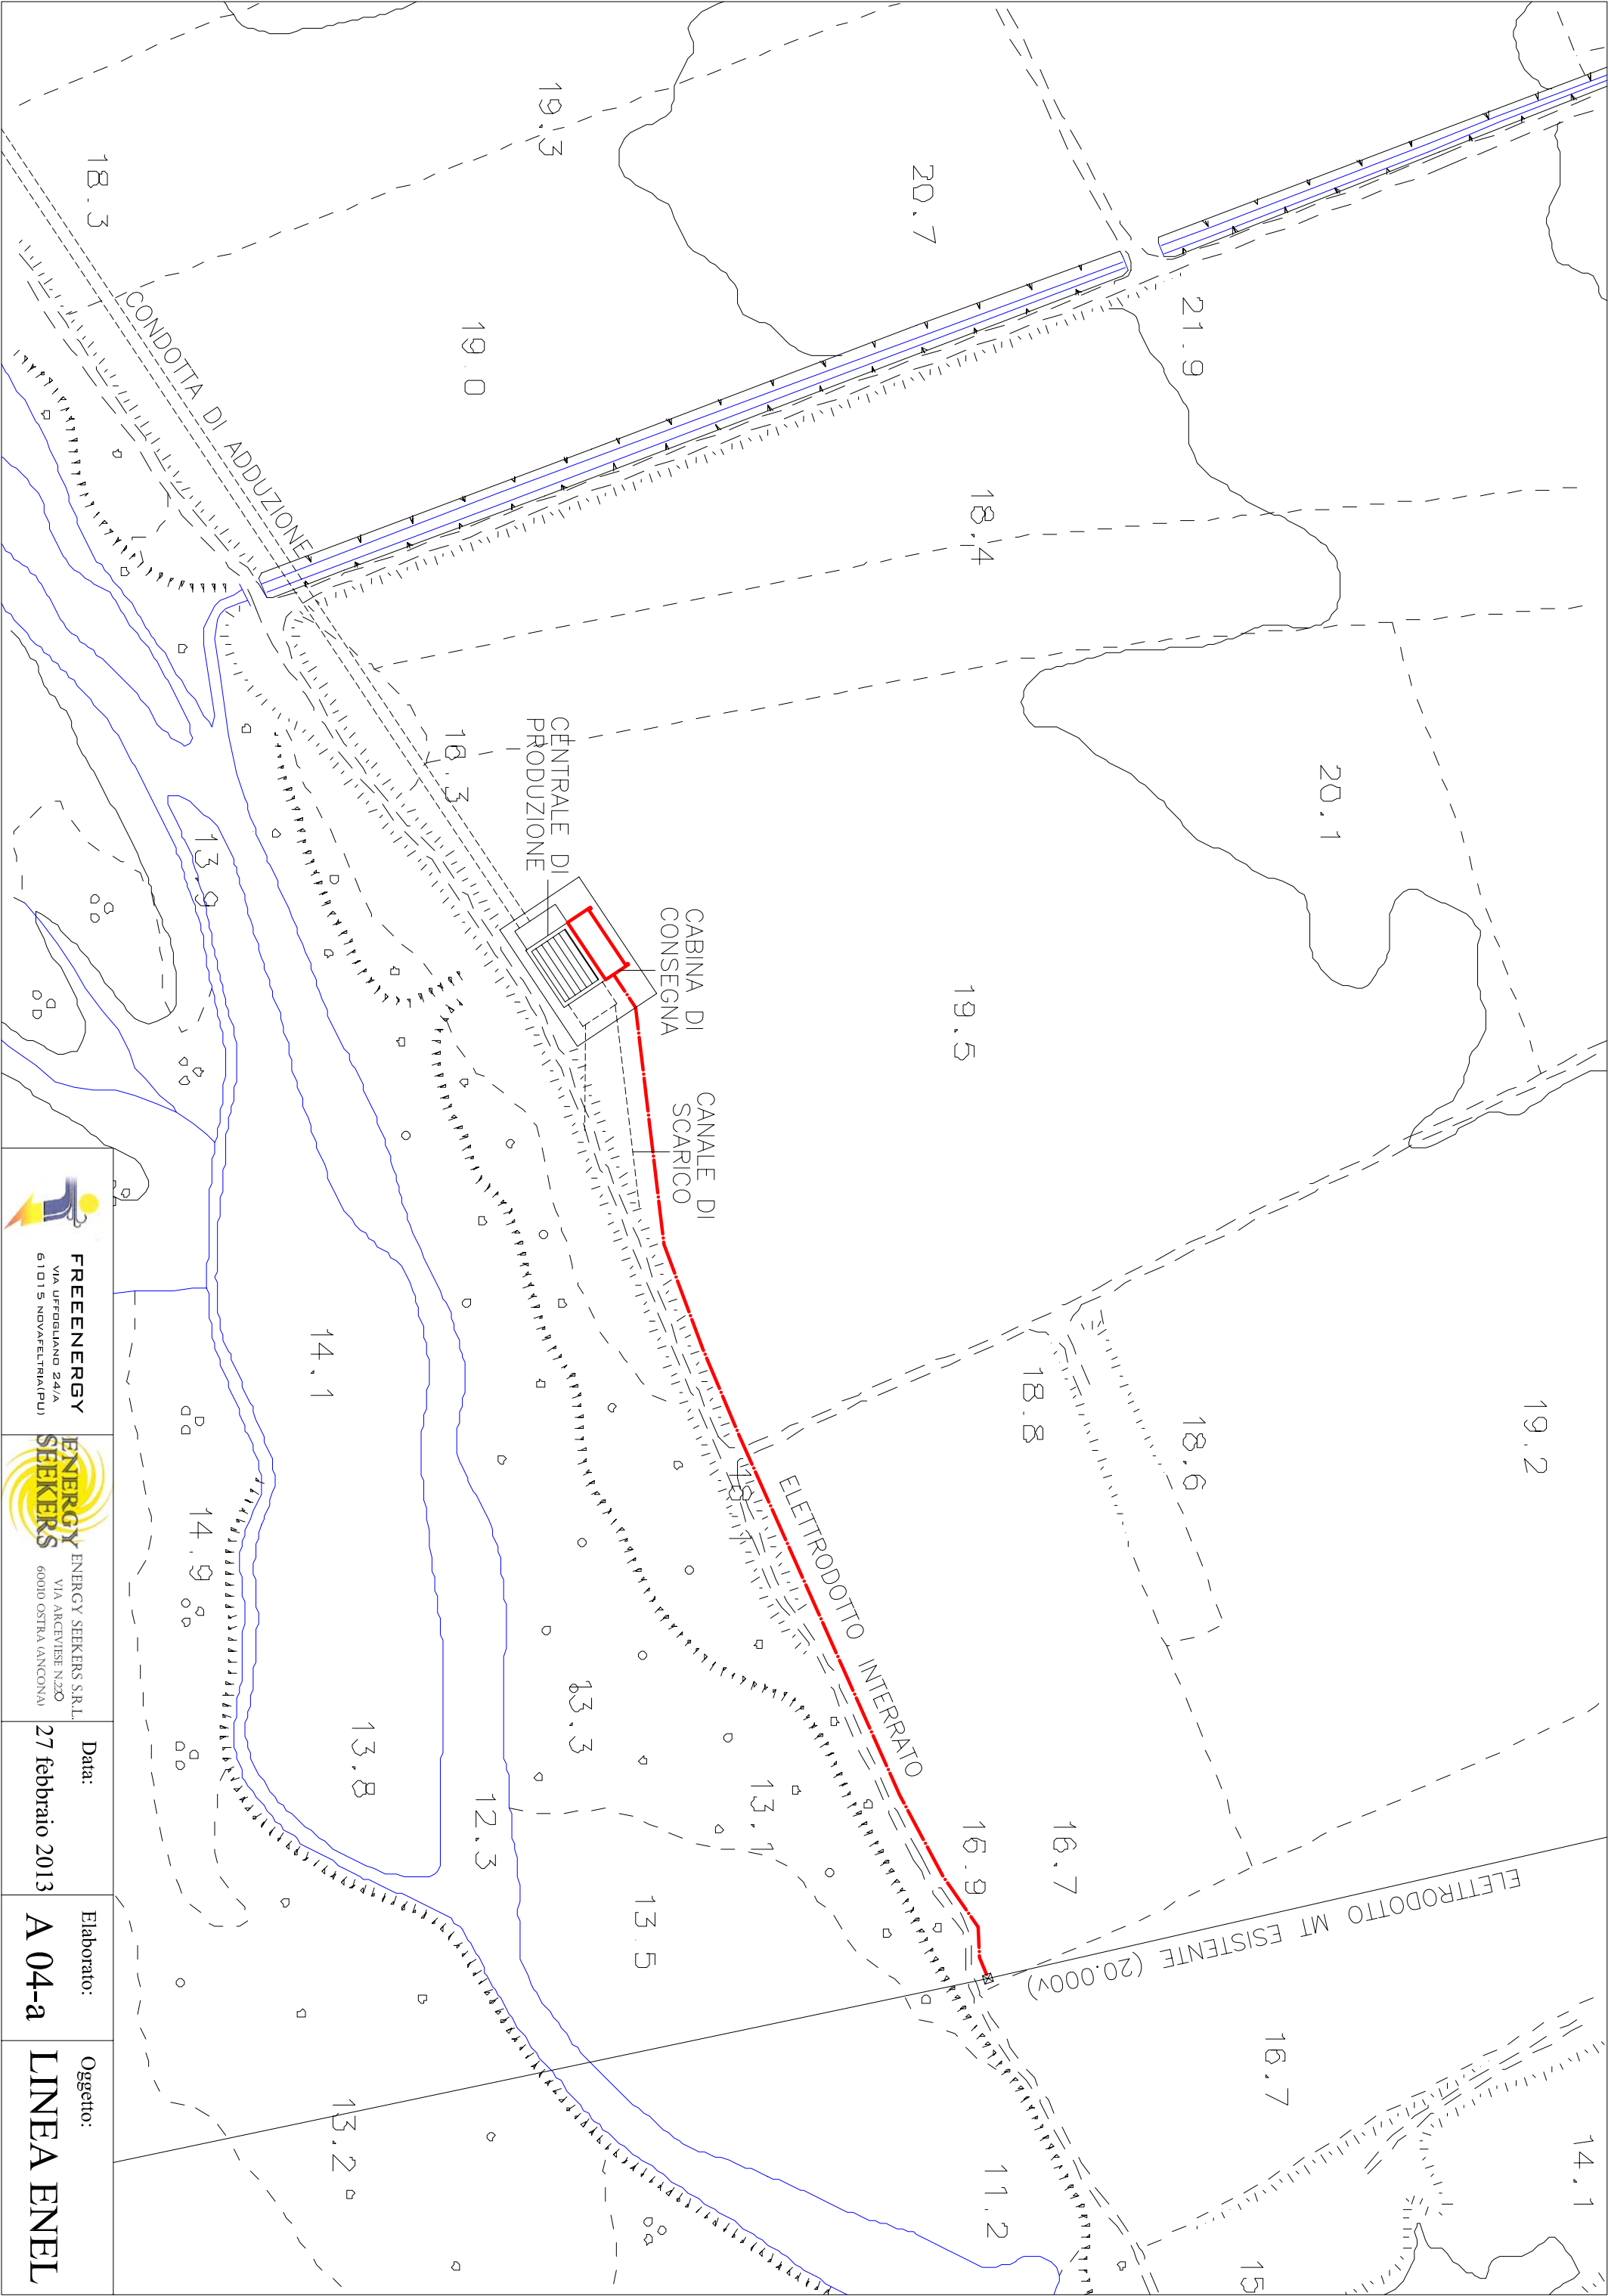 19.3
18.3
20.7
19.0
21.9
CONDOTTA DI ADDUZIONE
18.4
20.1
CENTRALE DI
PRODUZIONE
13.9
CABINA DI
CONSEGNA
19.5
CANALE DI
SCARICO
14.1
18.8
18.6
19.2
18
ELETTRODOTTO INTERRATO
14.9
13.3
13.8
13.1
12.3
16.9
16.7
13.5
ELETTRODOTTO MT ESISTENTE (20.000v)
16.7
13.2
11.2
14.1
15
FREEENERGY
VIA UFFOGLIANO 24/A
61015 NOVAFELTRIA(PU)
ENERGY
SEEKERS
ENERGY SEEKERS S.R.L.
VIA ARCEVIESE N.220
60010 OSTRA (ANCONA)
Data:
27 febbraio 2013
Elaborato:
A 04-a
Oggetto:
LINEA ENEL